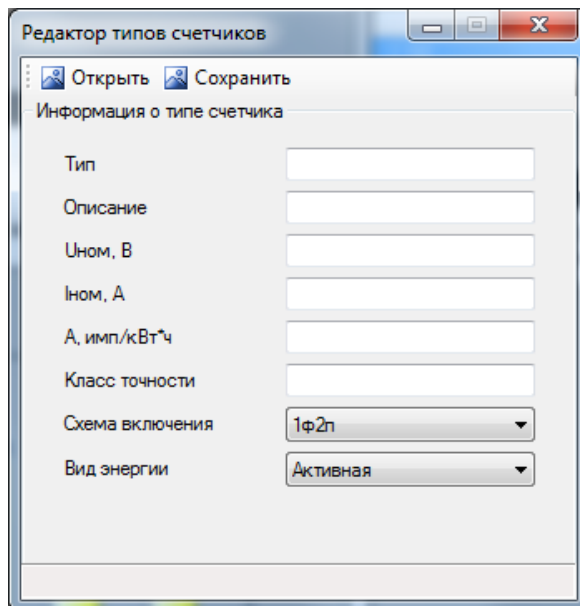 Редактор типов счетчиков
Открыть Сохранить
Информация о типе счетчика
Тип
Описание
Uном, В
Iном, А
А, имп/кВт*ч
Класс точности
Схема включения 1ф2п
Вид энергии Активная